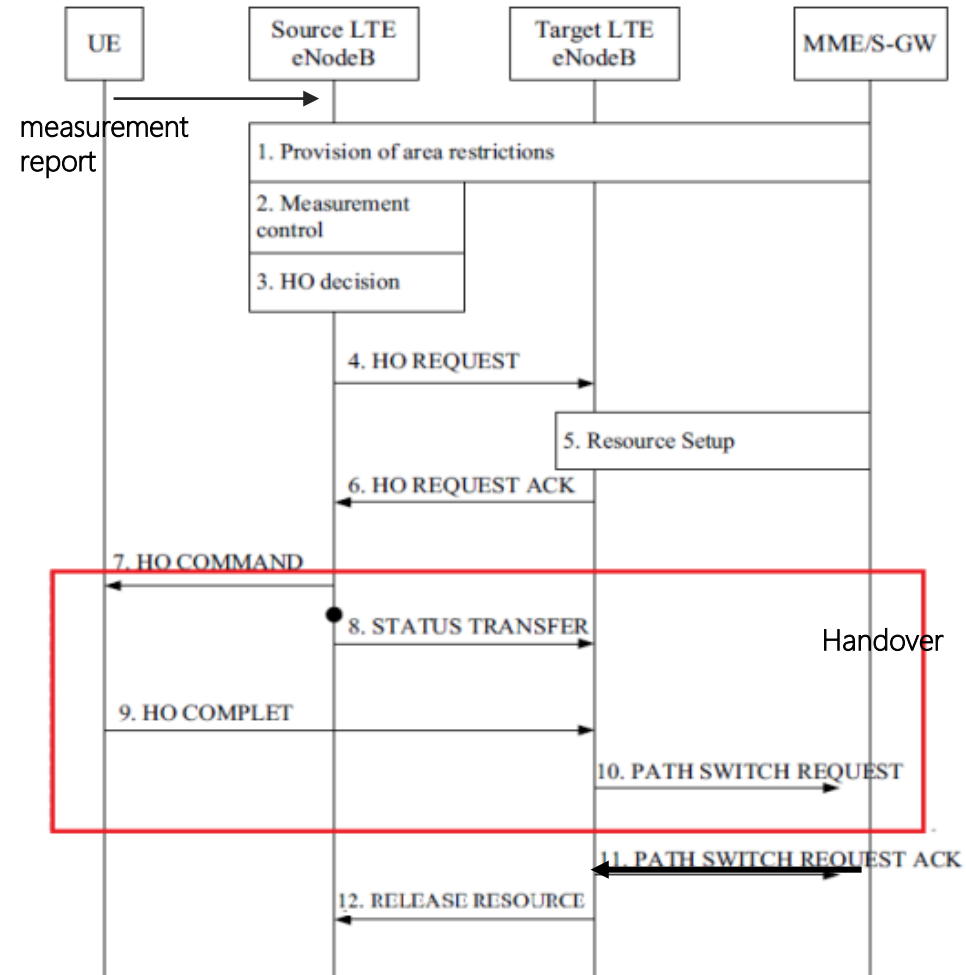 UE
Source LTE
eNodeB
Target LTE
eNodeB
MME/S-GW
measurement
report
1. Provision of area restrictions
2. Measurement
control
3. HO decision
4. HO REQUEST
5. Resource Setup
6. HO REQUEST ACK
7. HO COMMAND
8. STATUS TRANSFER
Handover
9. HO COMPLET
10. PATH SWITCH REQUEST
11. PATH SWITCH REQUEST ACK
12. RELEASE RESOURCE